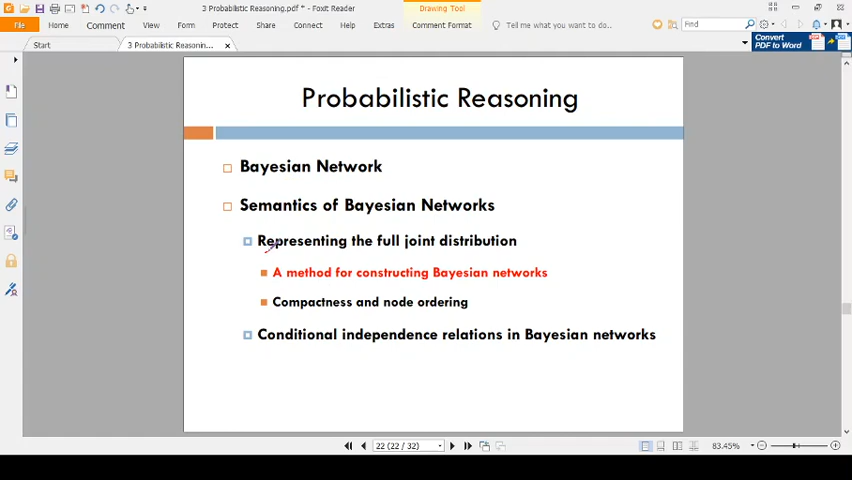 3 Probabilistic Reasoning.pdf * - Foxit Reader
Drawing Tool
File Home Comment View Form Protect Share Connect Help Extras Comment Format Tell me what you want to do... Find
Start 3 Probabilistic Reasonin...
Convert
PDF to Word
Probabilistic Reasoning
Bayesian Network
Semantics of Bayesian Networks
Representing the full joint distribution
A method for constructing Bayesian networks
Compactness and node ordering
Conditional independence relations in Bayesian networks
22 (22 / 32) 83.45%